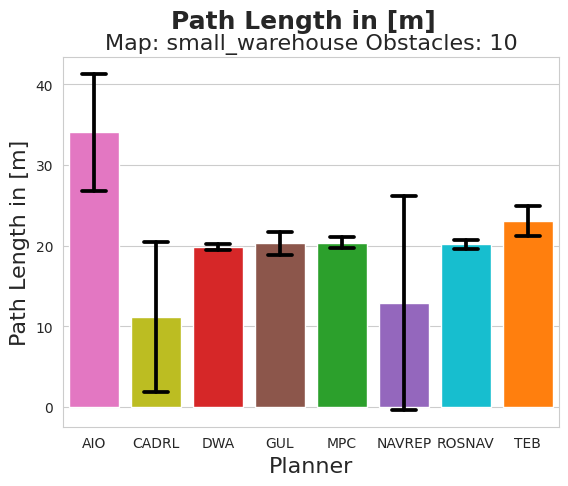 Path Length in [m]
Map: small_warehouse Obstacles: 10
Path Length in [m]
40
30
20
10
0
AIO CADRL DWA GUL MPC NAVREP ROSNAV TEB
Planner